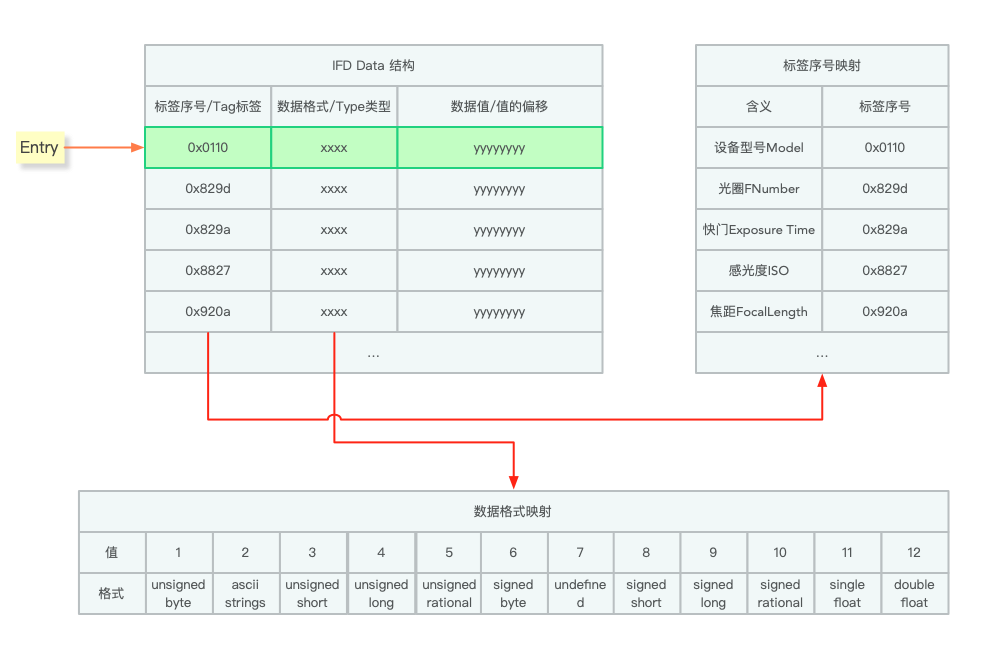 IFD Data 结构
标签序号/Tag标签 数据格式/Type类型 数据值/值的偏移
Entry 0x0110 xxxx yyyyyyyy
0x829d xxxx yyyyyyyy
0x829a xxxx yyyyyyyy
0x8827 xxxx yyyyyyyy
0x920a xxxx yyyyyyyy
...
标签序号映射
含义 标签序号
设备型号Model 0x0110
光圈FNumber 0x829d
快门Exposure Time 0x829a
感光度ISO 0x8827
焦距FocalLength 0x920a
...
数据格式映射
值 1 2 3 4 5 6 7 8 9 10 11 12
格式
unsigned
byte
ascii
strings
unsigned
short
unsigned
long
unsigned
rational
signed
byte
undefine
d
signed
short
signed
long
signed
rational
single
float
double
float